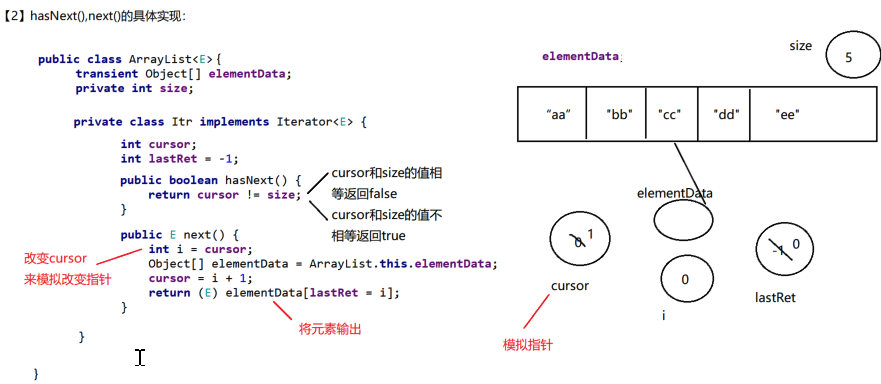 【2】hasNext(),next()的具体实现：
public class ArrayList<E>{
transient Object[] elementData;
private int size;
private class Itr implements Iterator<E> {
int cursor;
int lastRet = -1;
public boolean hasNext() {
return cursor != size;
}
cursor和size的值相
等返回false
cursor和size的值不
相等返回true
public E next() {
int i = cursor;
Object[] elementData = ArrayList.this.elementData;
cursor = i + 1;
return (E) elementData[lastRet = i];
}
改变cursor
来模拟改变指针
将元素输出
}
}
elementData:
size
5
“aa” "bb" "cc" "dd" "ee"
elementData
0 1
cursor
0
i
-1 0
lastRet
模拟指针